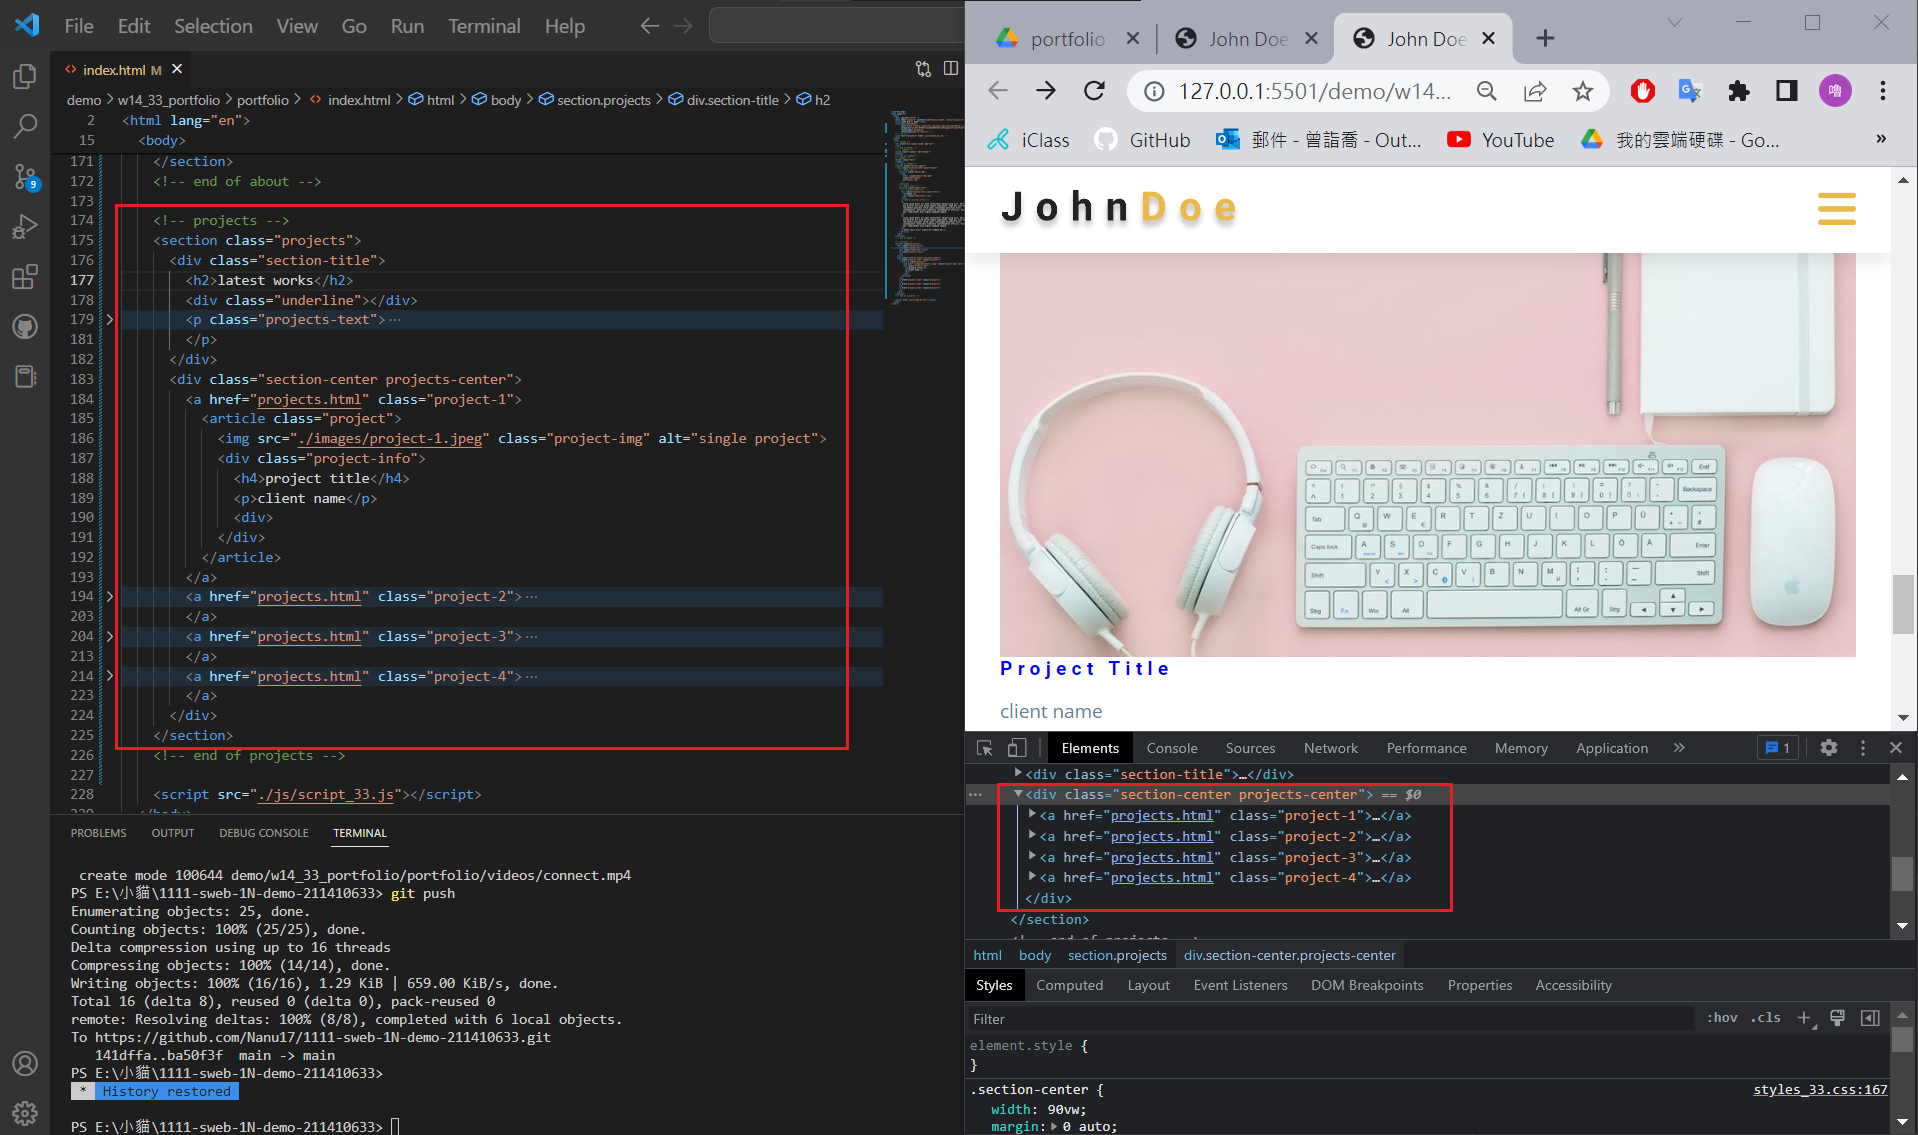 File Edit Selection View Go Run Terminal Help
index.html M
demo > w14_33_portfolio > portfolio > index.html > html > body > section.projects > div.section-title > h2
2 <html lang="en">
15 <body>
171 </section>
172 <!-- end of about -->
173
174 <!-- projects -->
175 <section class="projects">
176 <div class="section-title">
177 <h2>latest works</h2>
178 <div class="underline"></div>
179 <p class="projects-text">···
181 </p>
182 </div>
183 <div class="section-center projects-center">
184 <a href="projects.html" class="project-1">
185 <article class="project">
186 <img src="./images/project-1.jpeg" class="project-img" alt="single project">
187 <div class="project-info">
188 <h4>project title</h4>
189 <p>client name</p>
190 <div>
191 </div>
192 </article>
193 </a>
194 <a href="projects.html" class="project-2">···
203 </a>
204 <a href="projects.html" class="project-3">···
213 </a>
214 <a href="projects.html" class="project-4">···
223 </a>
224 </div>
225 </section>
226 <!-- end of projects -->
227
228 <script src="./js/script_33.js"></script>
9
PROBLEMS OUTPUT DEBUG CONSOLE TERMINAL
create mode 100644 demo/w14_33_portfolio/portfolio/videos/connect.mp4
PS E:\小貓\1111-sweb-1N-demo-211410633> git push
Enumerating objects: 25, done.
Counting objects: 100% (25/25), done.
Delta compression using up to 16 threads
Compressing objects: 100% (14/14), done.
Writing objects: 100% (16/16), 1.29 KiB | 659.00 KiB/s, done.
Total 16 (delta 8), reused 0 (delta 0), pack-reused 0
remote: Resolving deltas: 100% (8/8), completed with 6 local objects.
To https://github.com/Nanu17/1111-sweb-1N-demo-211410633.git
141dffa..ba50f3f main -> main
PS E:\小貓\1111-sweb-1N-demo-211410633>
* History restored
PS E:\小貓\1111-sweb-1N-demo-211410633>
portfolio John Doe John Doe
127.0.0.1:5501/demo/w14...
iClass GitHub 郵件 - 曾詣喬 - Out... YouTube 我的雲端硬碟 - Go... »
JohnDoe
Project Title
client name
Elements Console Sources Network Performance Memory Application » 1
<div class="section-title">…</div>
<div class="section-center projects-center"> == $0
<a href="projects.html" class="project-1">…</a>
<a href="projects.html" class="project-2">…</a>
<a href="projects.html" class="project-3">…</a>
<a href="projects.html" class="project-4">…</a>
</div>
</section>
html body section.projects div.section-center.projects-center
Styles Computed Layout Event Listeners DOM Breakpoints Properties Accessibility
Filter :hov .cls
element.style {
}
.section-center { styles_33.css:167
width: 90vw;
margin: 0 auto;